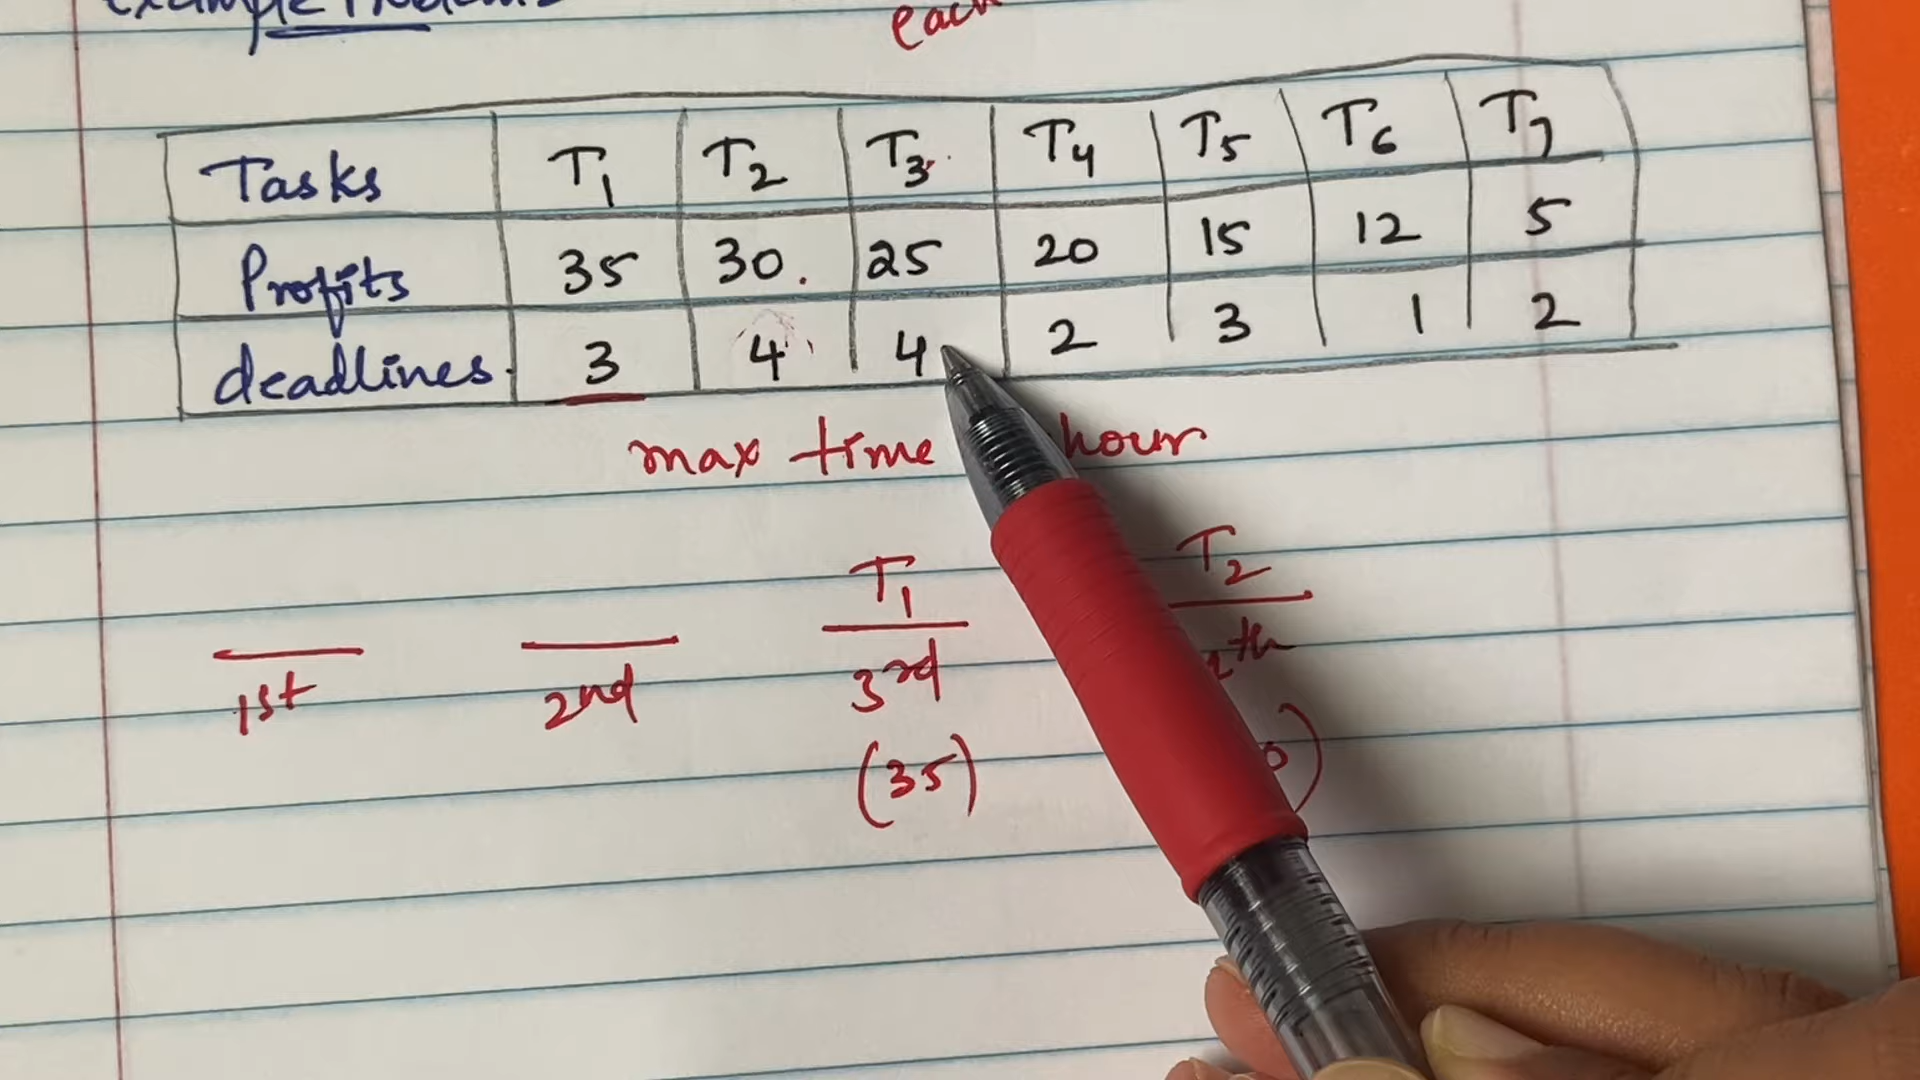 each
Tasks T1 T2 T3 T4 T5 T6 T7
Profits 35 30 25 20 15 12 5
deadlines 3 4 4 2 3 1 2
max time hour
T1 T2
1st 2nd 3rd
(35)